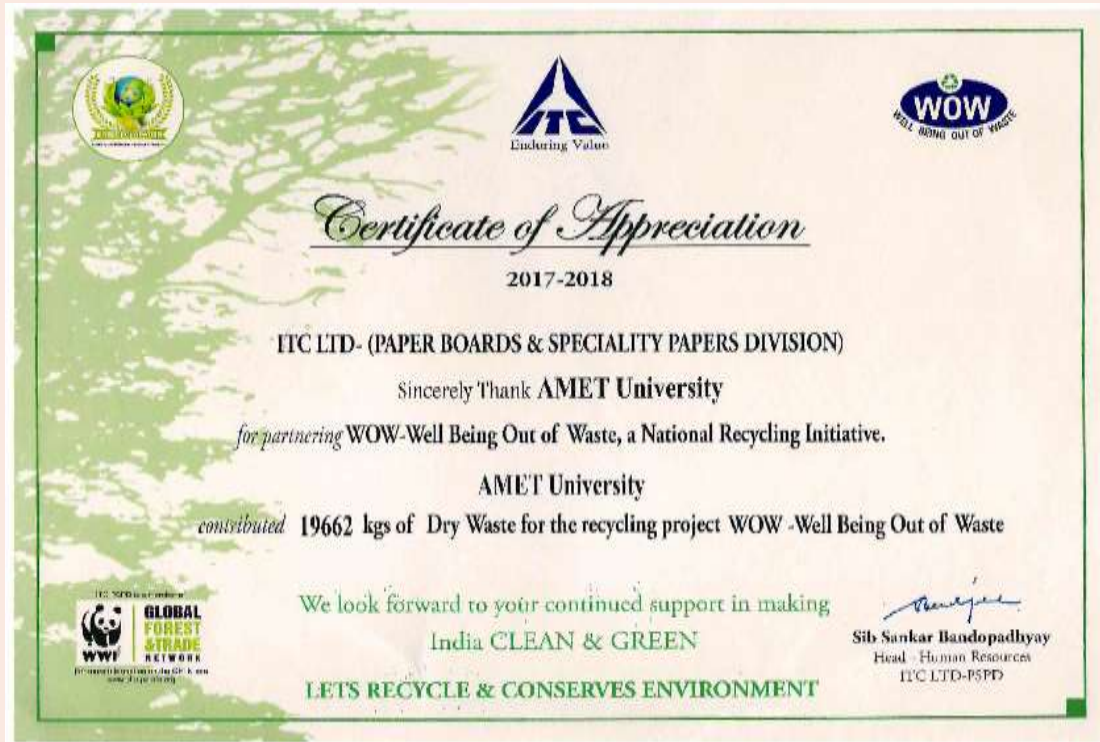 ITC
Enduring Value
WOW
WELL BEING OUT OF WASTE
Certificate of Appreciation
2017-2018
ITC LTD- (PAPER BOARDS & SPECIALITY PAPERS DIVISION)
Sincerely Thank AMET University
for partnering WOW-Well Being Out of Waste, a National Recycling Initiative.
AMET University
contributed 19662 kgs of Dry Waste for the recycling project WOW -Well Being Out of Waste
We look forward to your continued support in making
India CLEAN & GREEN
LETS RECYCLE & CONSERVES ENVIRONMENT
WWF
GLOBAL
FOREST
& TRADE
NETWORK
Sib Sankar Bandopadhyay
Head - Human Resources
ITC LTD-PSPD